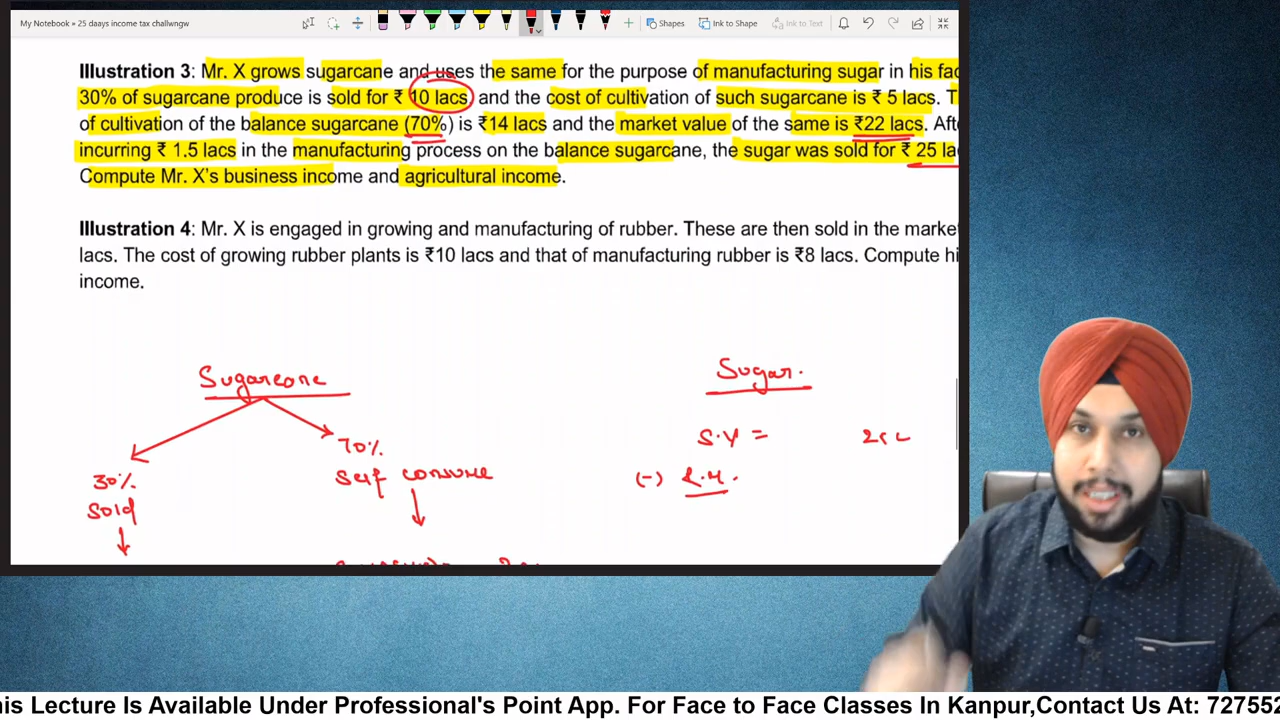 My Notebook » 25 daays income tax challwngw
Shapes
Ink to Shape
Ink to Text
Illustration 3: Mr. X grows sugarcane and uses the same for the purpose of manufacturing sugar in his fac
30% of sugarcane produce is sold for ₹ 10 lacs, and the cost of cultivation of such sugarcane is ₹ 5 lacs. T
of cultivation of the balance sugarcane (70%) is ₹14 lacs and the market value of the same is ₹22 lacs. Afte
incurring ₹ 1.5 lacs in the manufacturing process on the balance sugarcane, the sugar was sold for ₹ 25 lac
Compute Mr. X's business income and agricultural income.
Illustration 4: Mr. X is engaged in growing and manufacturing of rubber. These are then sold in the market
lacs. The cost of growing rubber plants is ₹10 lacs and that of manufacturing rubber is ₹8 lacs. Compute hi
income.
Sugarcane
30%
Sold
70%
Self consume
Sugar.
S.V =
25L
(-) R.M.
his Lecture Is Available Under Professional's Point App. For Face to Face Classes In Kanpur,Contact Us At: 72755